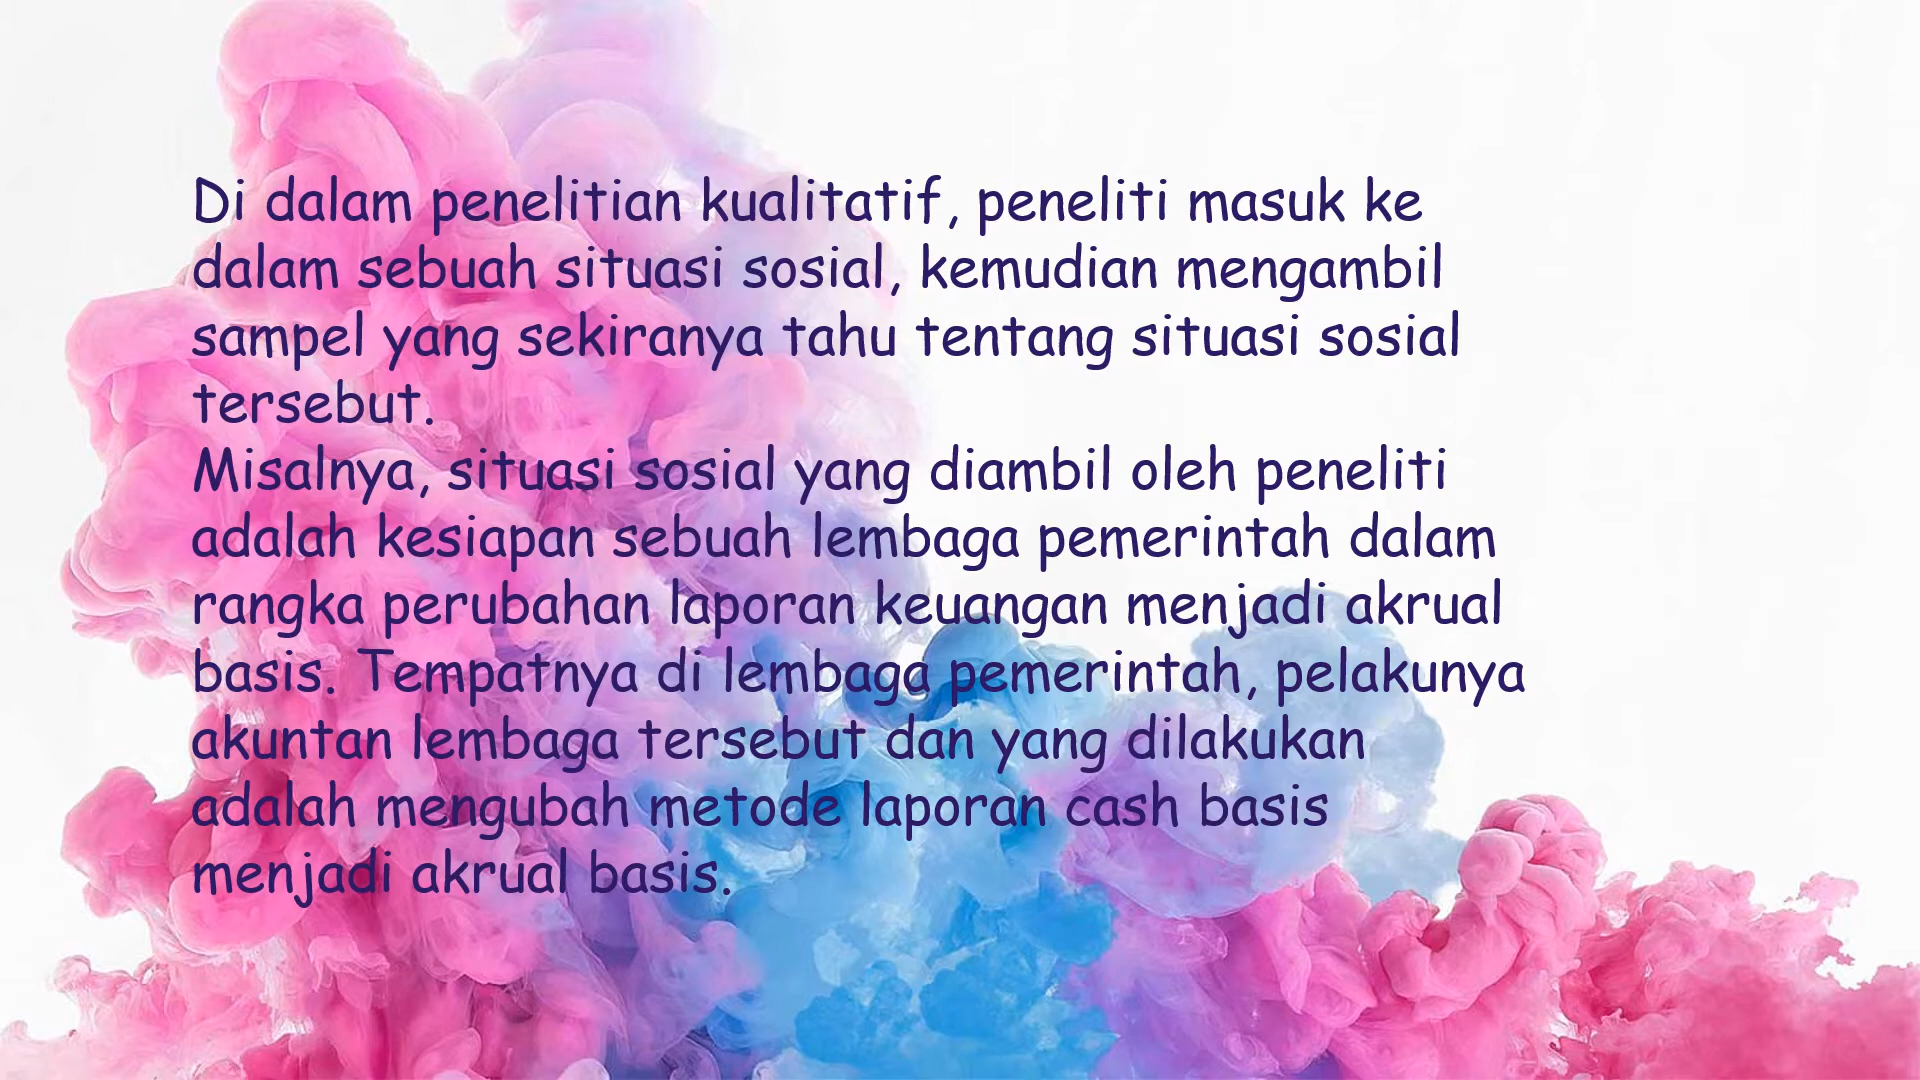 Di dalam penelitian kualitatif, peneliti masuk ke
dalam sebuah situasi sosial, kemudian mengambil
sampel yang sekiranya tahu tentang situasi sosial
tersebut.
Misalnya, situasi sosial yang diambil oleh peneliti
adalah kesiapan sebuah lembaga pemerintah dalam
rangka perubahan laporan keuangan menjadi akrual
basis. Tempatnya di lembaga pemerintah, pelakunya
akuntan lembaga tersebut dan yang dilakukan
adalah mengubah metode laporan cash basis
menjadi akrual basis.